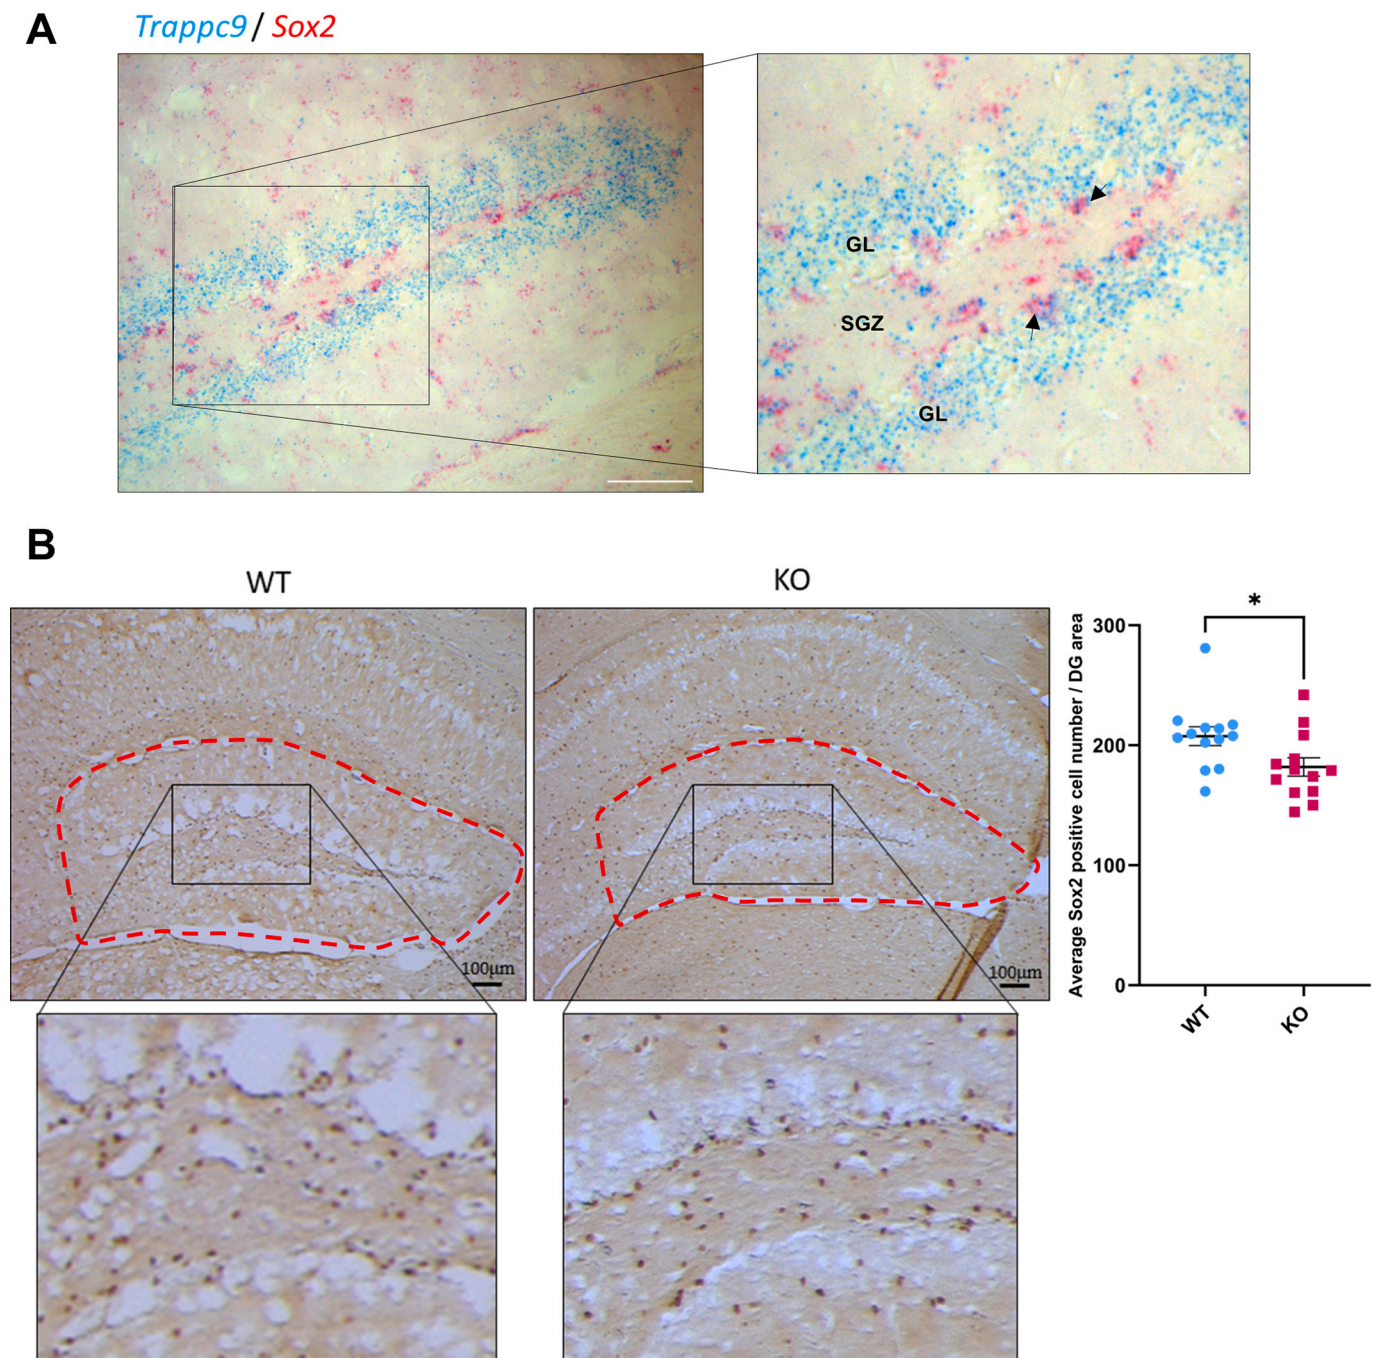 A
Trappc9 / Sox2
GL
SGZ
GL
B
WT
KO
100μm
100μm
*
Average Sox2 positive cell number / DG area
300
200
100
0
WT
KO